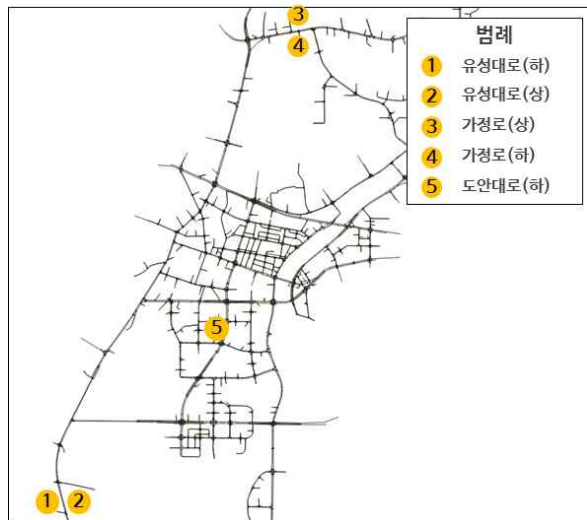 3
4
범례
1 유성대로(하)
2 유성대로(상)
3 가정로(상)
4 가정로(하)
5 도안대로(하)
5
1 2